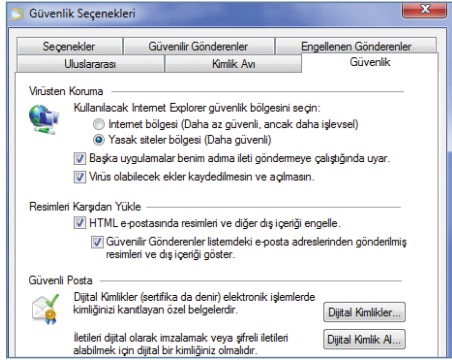 Güvenlik Seçenekleri
Seçenekler Güvenilir Gönderenler Engellenen Gönderenler
Uluslararası Kimlik Avı Güvenlik
Virüsten Koruma
Kullanılacak Internet Explorer güvenlik bölgesini seçin:
Internet bölgesi (Daha az güvenli, ancak daha işlevsel)
Yasak siteler bölgesi (Daha güvenli)
Başka uygulamalar benim adıma ileti göndermeye çalıştığında uyar.
Virüs olabilecek ekler kaydedilmesin ve açılmasın.
Resimleri Karşıdan Yükle
HTML e-postasında resimleri ve diğer dış içeriği engelle.
Güvenilir Gönderenler listemdeki e-posta adreslerinden gönderilmiş
resimleri ve dış içeriği göster.
Güvenli Posta
Dijital Kimlikler (sertifika da denir) elektronik işlemlerde
kimliğinizi kanıtlayan özel belgelerdir.
Dijital Kimlikler...
İletileri dijital olarak imzalamak veya şifreli iletileri
alabilmek için dijital bir kimliğiniz olmalıdır.
Dijital Kimlik Al...